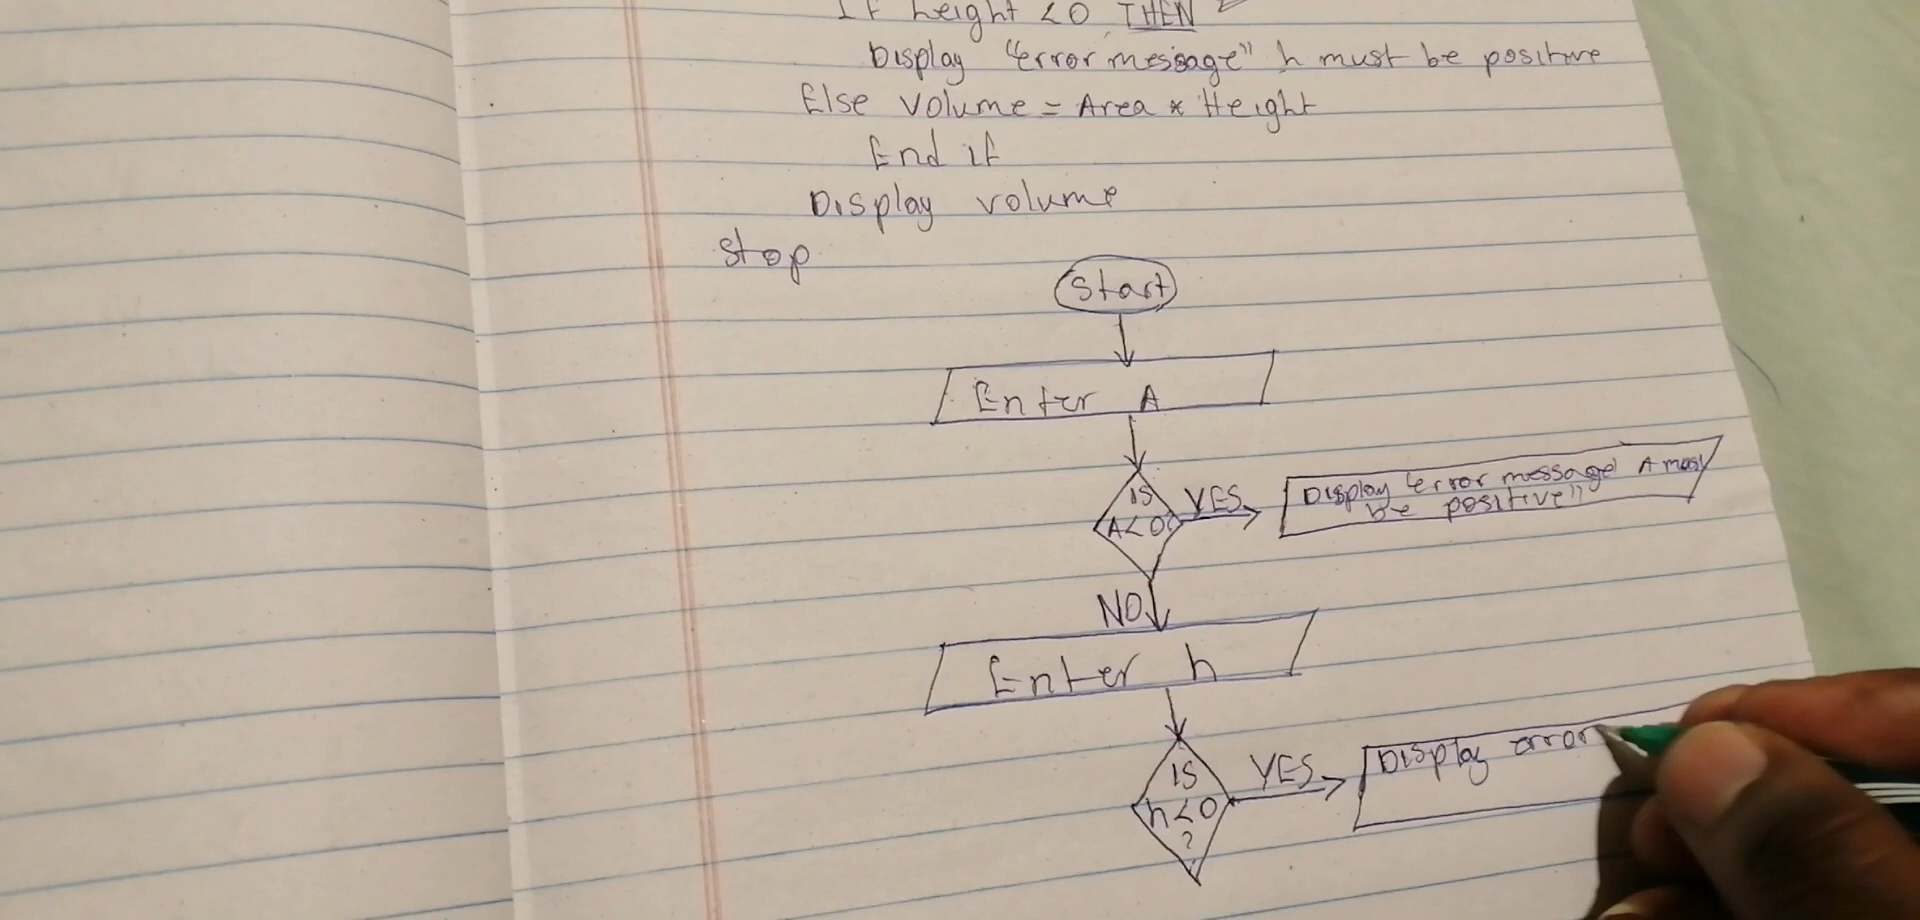 If height <0 THEN
Display "error message" h must be positive
Else volume = Area * Height
End if
Display volume
Stop
Start
Enter A
IS
A<0?
YES
Display "error message A must
be positive"
NO
Enter h
IS
h<0
?
YES
Display error